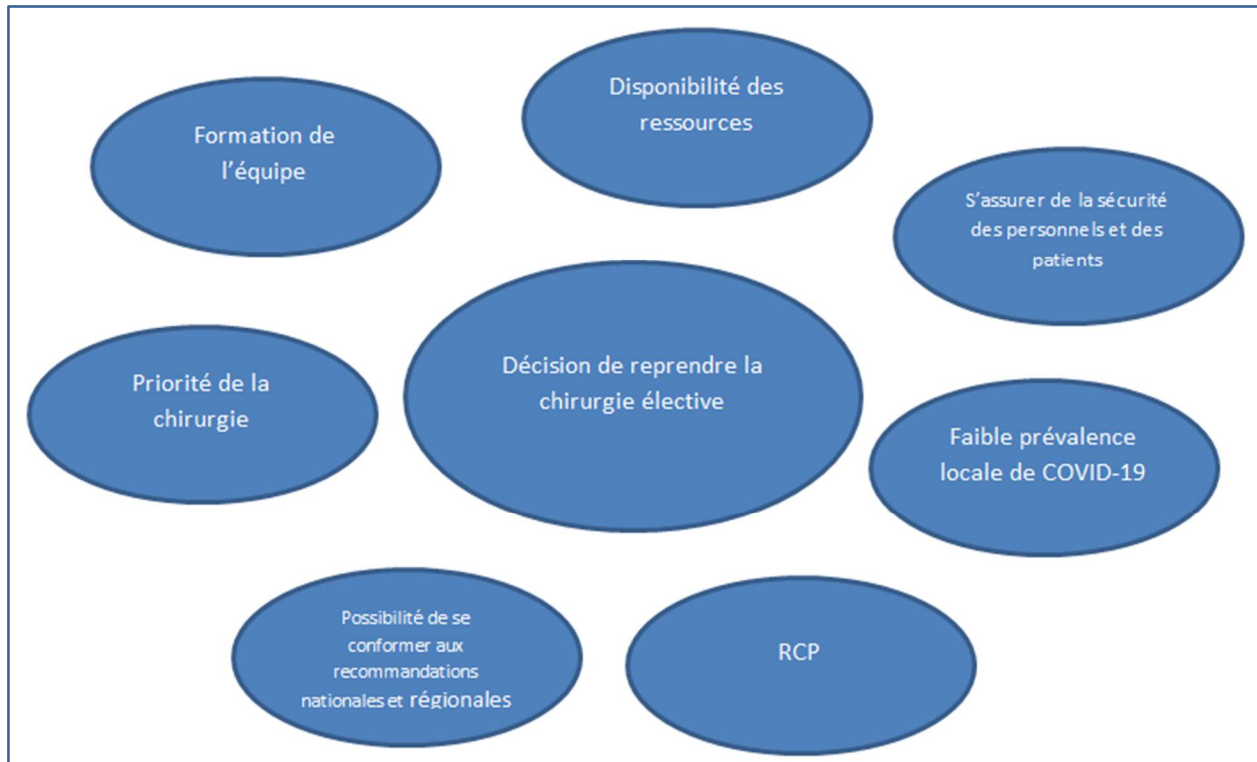 Disponibilité des
ressources
Formation de
l'équipe
S'assurer de la sécurité
des personnels et des
patients
Décision de reprendre la
chirurgie élective
Priorité de la
chirurgie
Faible prévalence
locale de COVID-19
Possibilité de se
conformer aux
recommandations
nationales et régionales
RCP